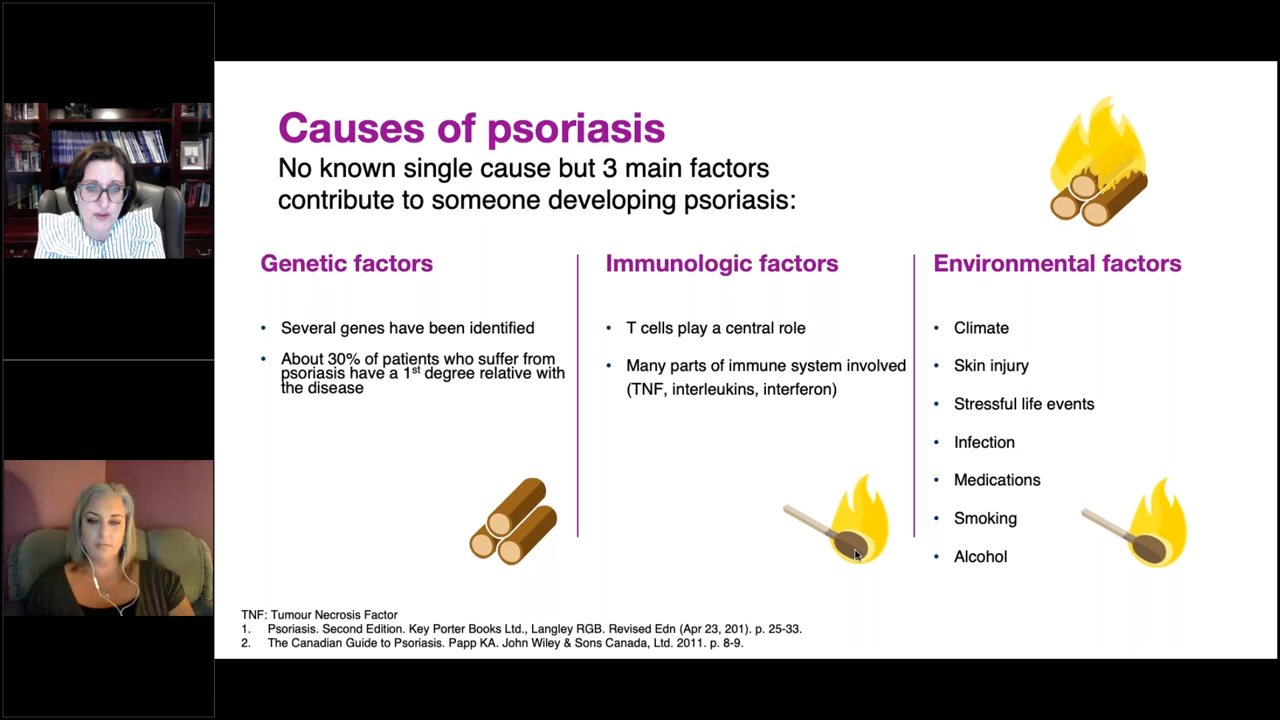 Causes of psoriasis
No known single cause but 3 main factors
contribute to someone developing psoriasis:
Genetic factors
• Several genes have been identified
• About 30% of patients who suffer from
psoriasis have a 1st degree relative with
the disease
Immunologic factors
• T cells play a central role
• Many parts of immune system involved
(TNF, interleukins, interferon)
Environmental factors
• Climate
• Skin injury
• Stressful life events
• Infection
• Medications
• Smoking
• Alcohol
TNF: Tumour Necrosis Factor
1. Psoriasis. Second Edition. Key Porter Books Ltd., Langley RGB. Revised Edn (Apr 23, 201). p. 25-33.
2. The Canadian Guide to Psoriasis. Papp KA. John Wiley & Sons Canada, Ltd. 2011. p. 8-9.